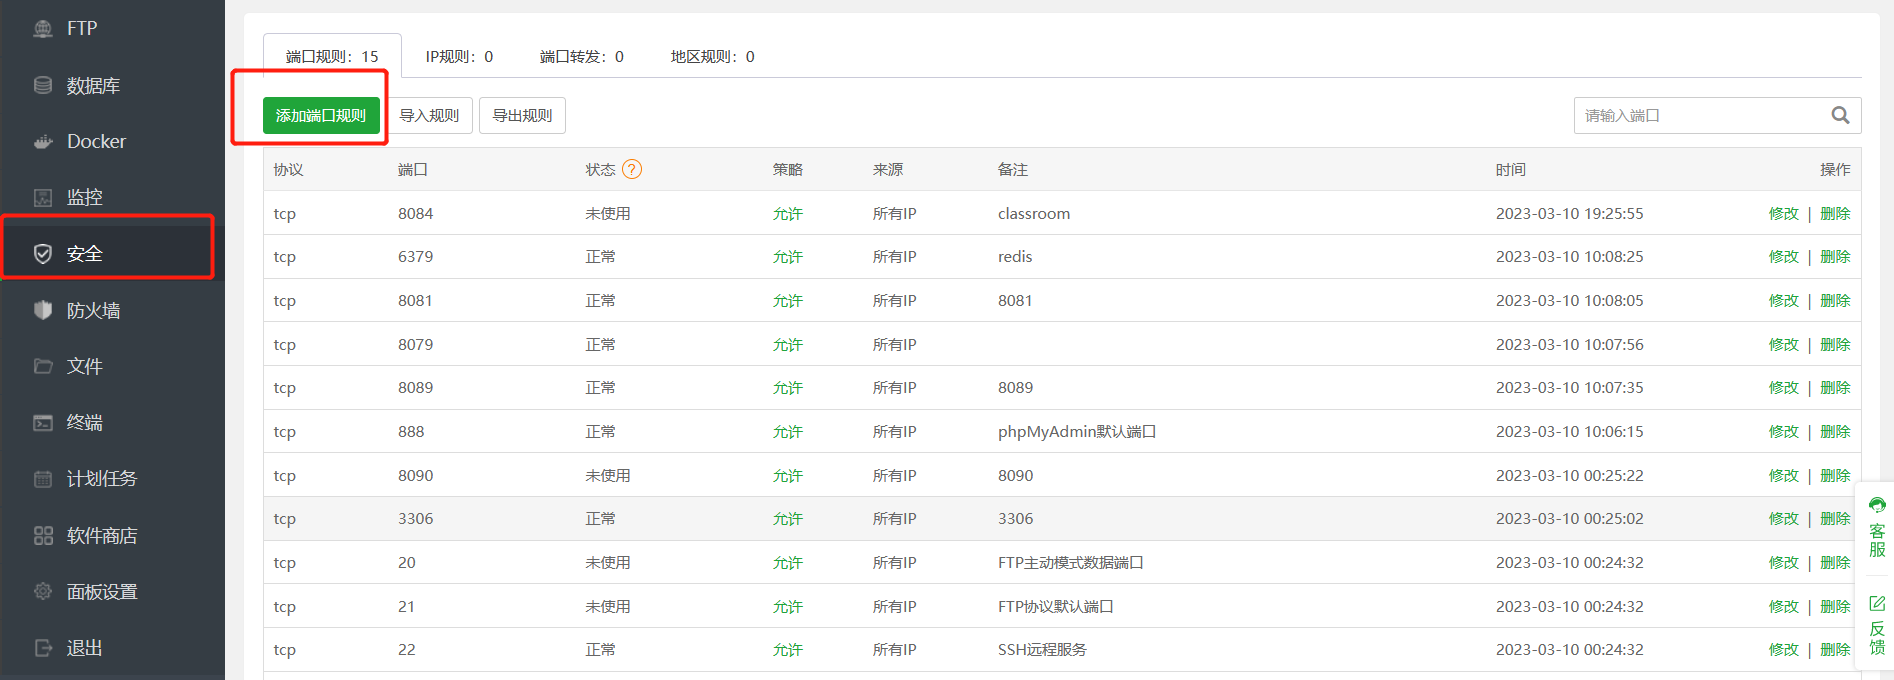 FTP
数据库
Docker
监控
安全
防火墙
文件
终端
计划任务
软件商店
面板设置
退出
端口规则：15 IP规则：0 端口转发：0 地区规则：0
添加端口规则 导入规则 导出规则 请输入端口
协议 端口 状态 ? 策略 来源 备注 时间 操作
tcp 8084 未使用 允许 所有IP classroom 2023-03-10 19:25:55 修改 | 删除
tcp 6379 正常 允许 所有IP redis 2023-03-10 10:08:25 修改 | 删除
tcp 8081 正常 允许 所有IP 8081 2023-03-10 10:08:05 修改 | 删除
tcp 8079 正常 允许 所有IP 2023-03-10 10:07:56 修改 | 删除
tcp 8089 正常 允许 所有IP 8089 2023-03-10 10:07:35 修改 | 删除
tcp 888 正常 允许 所有IP phpMyAdmin默认端口 2023-03-10 10:06:15 修改 | 删除
tcp 8090 未使用 允许 所有IP 8090 2023-03-10 00:25:22 修改 | 删除
tcp 3306 正常 允许 所有IP 3306 2023-03-10 00:25:02 修改 | 删除
tcp 20 未使用 允许 所有IP FTP主动模式数据端口 2023-03-10 00:24:32 修改 | 删除
tcp 21 未使用 允许 所有IP FTP协议默认端口 2023-03-10 00:24:32 修改 | 删除
tcp 22 正常 允许 所有IP SSH远程服务 2023-03-10 00:24:32 修改 | 删除
客服
反馈